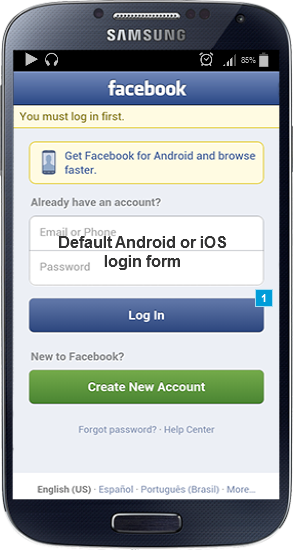 SAMSUNG
85%
facebook
You must log in first.
Get Facebook for Android and browse
faster.
Already have an account?
Email or Phone
Default Android or iOS
login form
Password
1
Log In
New to Facebook?
Create New Account
Forgot password? · Help Center
English (US) · Español · Português (Brasil) · More...